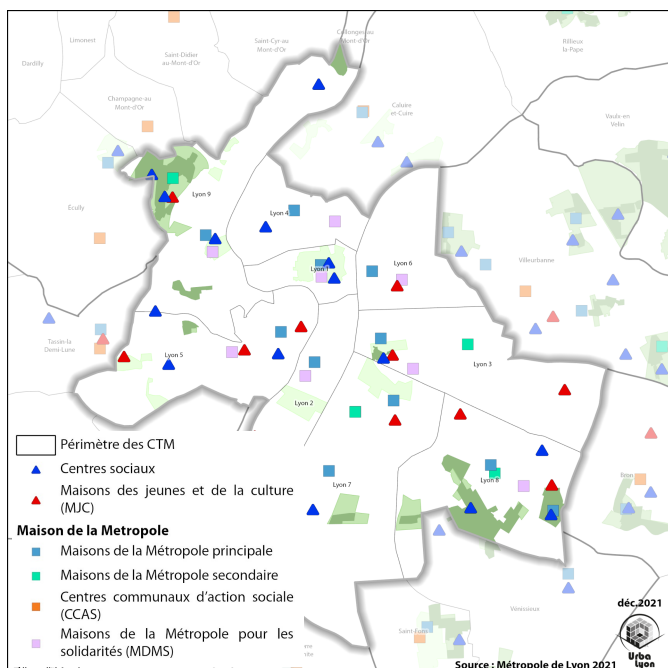 Collonges-au
Mont-d'Or
Limonest
Saint-Cyr-au
Mont-d'Or
Saint-Didier
au-Mont-d'Or
Dardilly
Rillieux
la-Pape
Champagne-au
Mont-d'Or
Caluire
et-Cuire
Vaulx-en
Velin
Lyon 9
Ecully
Lyon 4
Lyon 6
Villeurbanne
Lyon 1
Tassin-la
Demi-Lune
Lyon 5
Lyon 3
Lyon 2
Lyon 7
Lyon 8
Bron
Vénissieux
Périmètre des CTM
Centres sociaux
Maisons des jeunes et de la culture
(MJC)
Maison de la Metropole
Maisons de la Métropole principale
Maisons de la Métropole secondaire
Centres communaux d'action sociale
(CCAS)
Maisons de la Métropole pour les
solidarités (MDMS)
déc.2021
Urba
Lyon
Source : Métropole de Lyon 2021